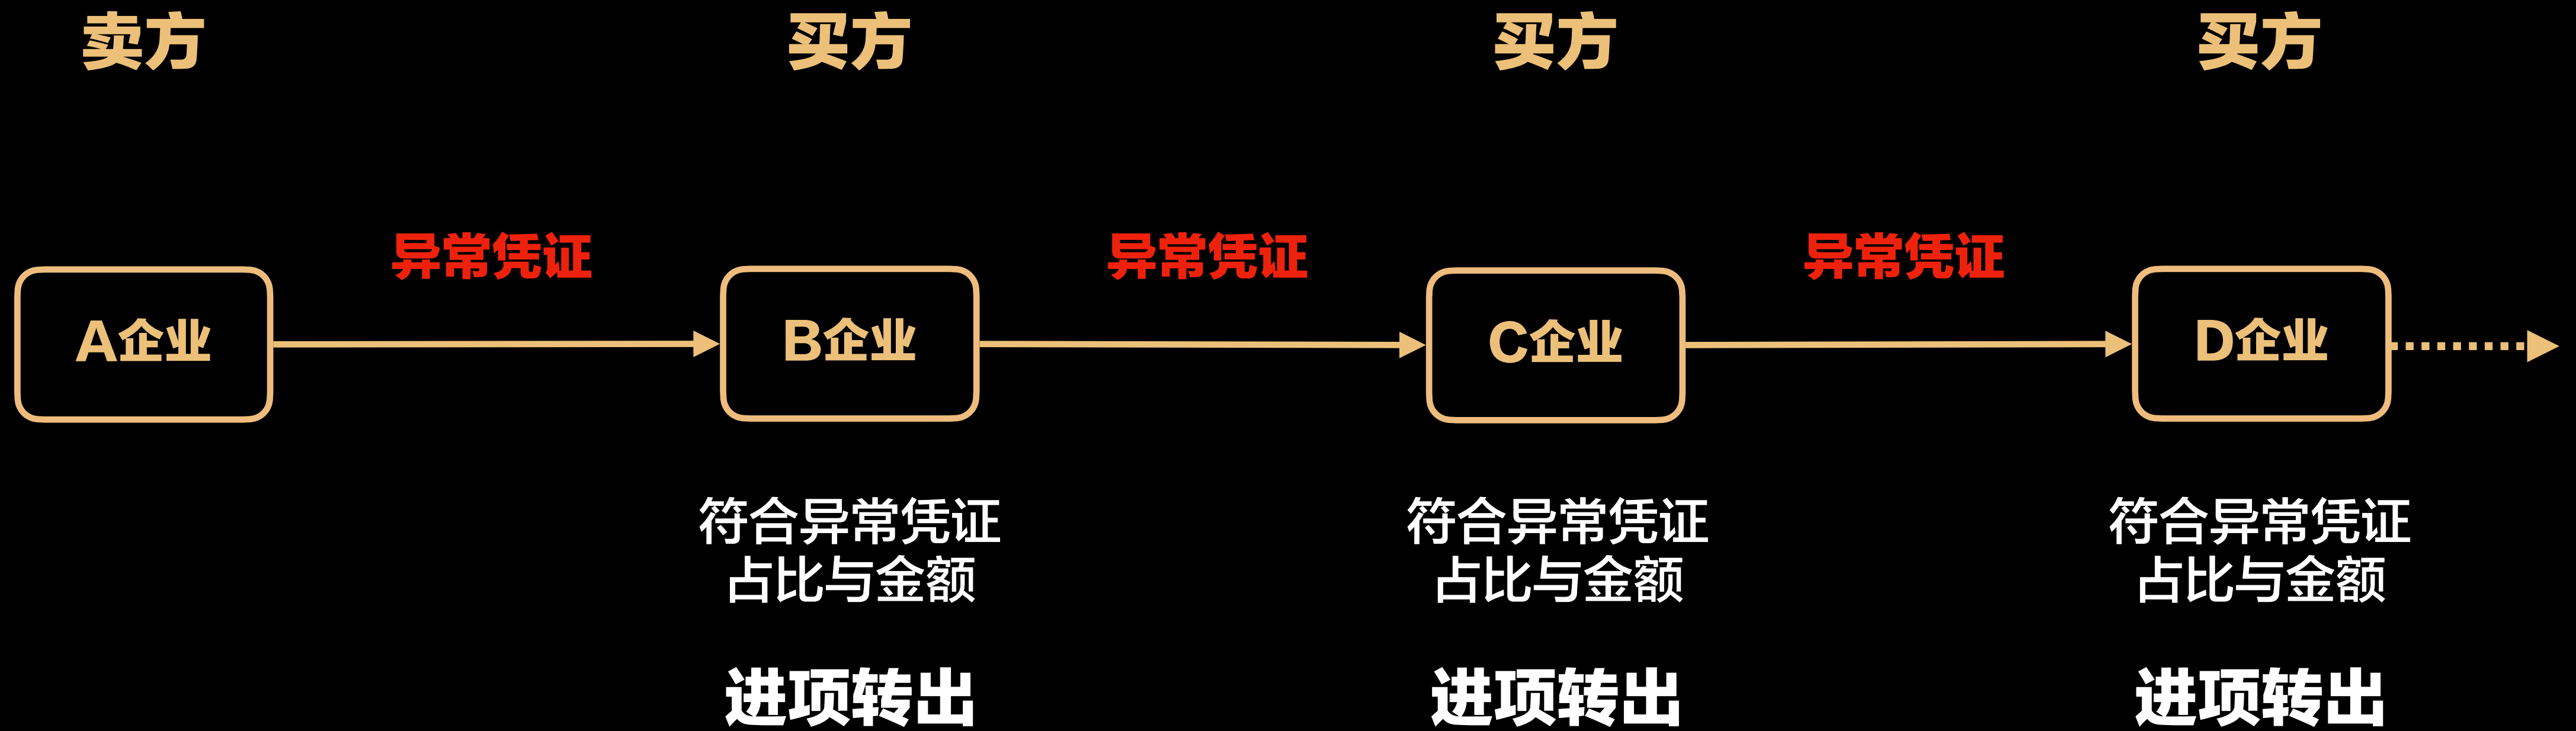 卖方
买方
买方
买方
异常凭证
异常凭证
异常凭证
A企业
B企业
C企业
D企业
符合异常凭证
占比与金额
符合异常凭证
占比与金额
符合异常凭证
占比与金额
进项转出
进项转出
进项转出